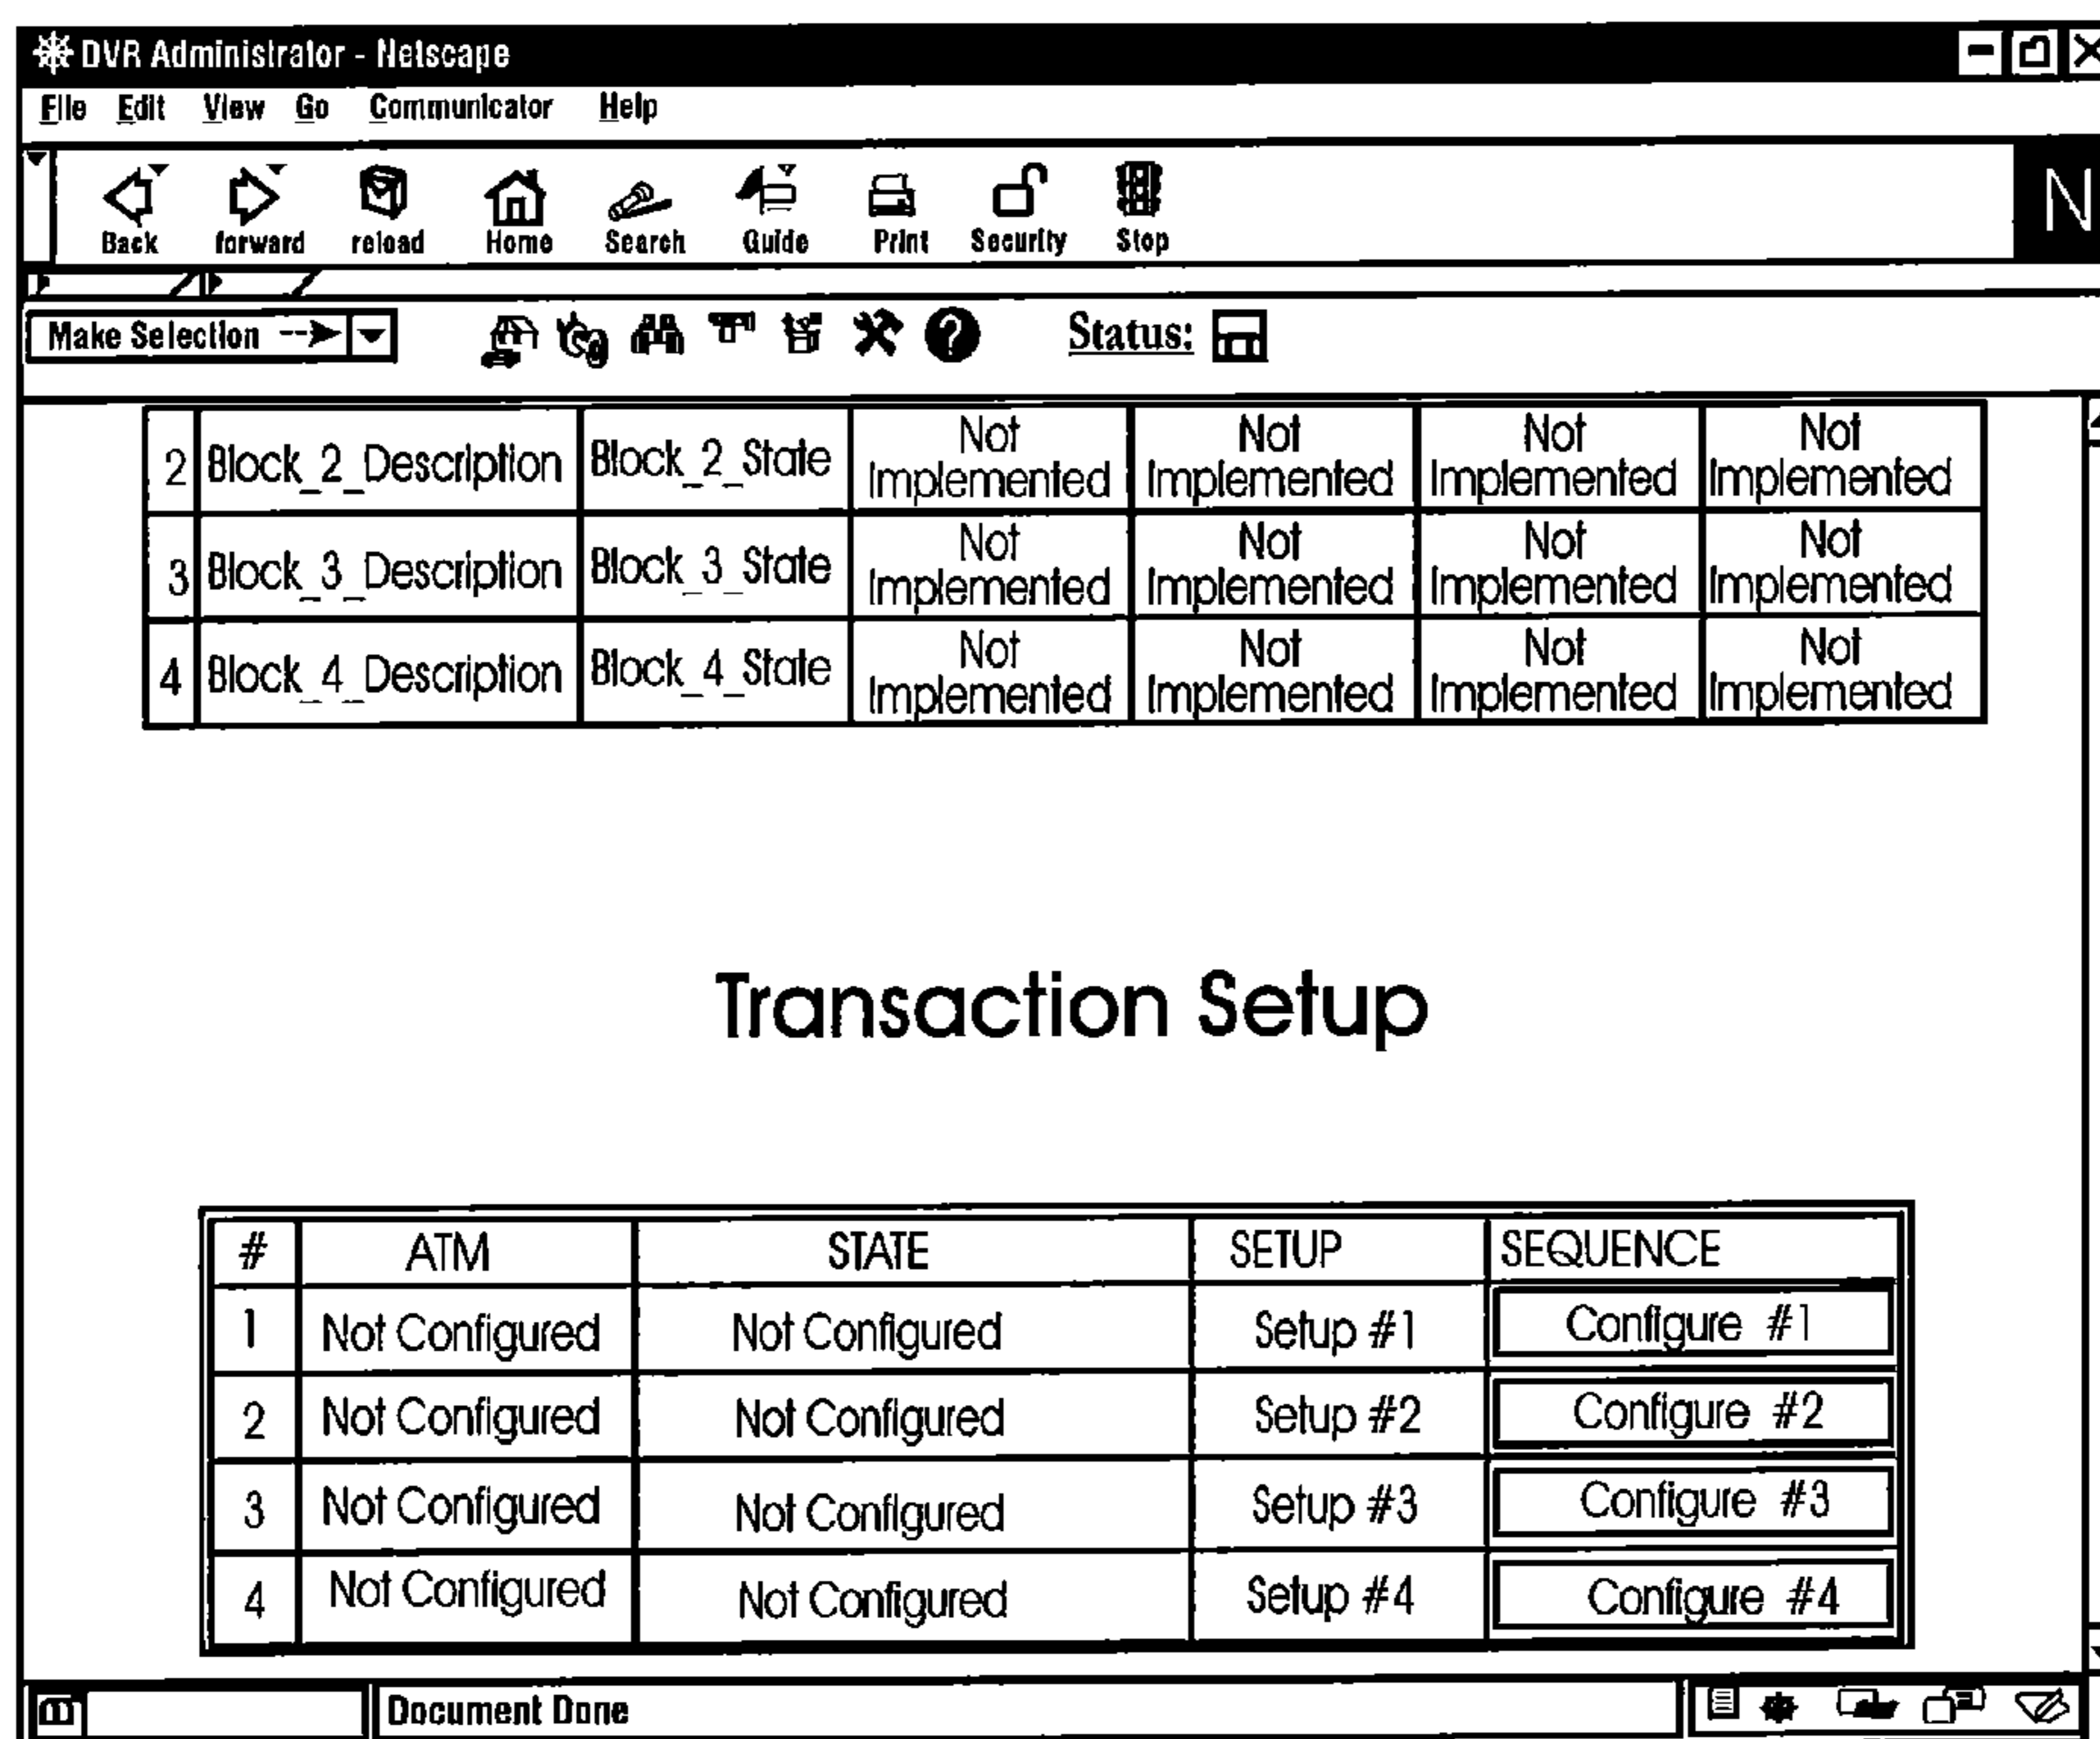 DVR Administrator - Netscape
File Edit View Go Communicator Help
Back forward reload Home Search Guide Print Security Stop
N
Make Selection --> Status:
2 Block_2_Description Block_2_State Not Implemented Not Implemented Not Implemented Not Implemented
3 Block_3_Description Block_3_State Not Implemented Not Implemented Not Implemented Not Implemented
4 Block_4_Description Block_4_State Not Implemented Not Implemented Not Implemented Not Implemented
Transaction Setup
# ATM STATE SETUP SEQUENCE
1 Not Configured Not Configured Setup #1 Configure #1
2 Not Configured Not Configured Setup #2 Configure #2
3 Not Configured Not Configured Setup #3 Configure #3
4 Not Configured Not Configured Setup #4 Configure #4
Document Done